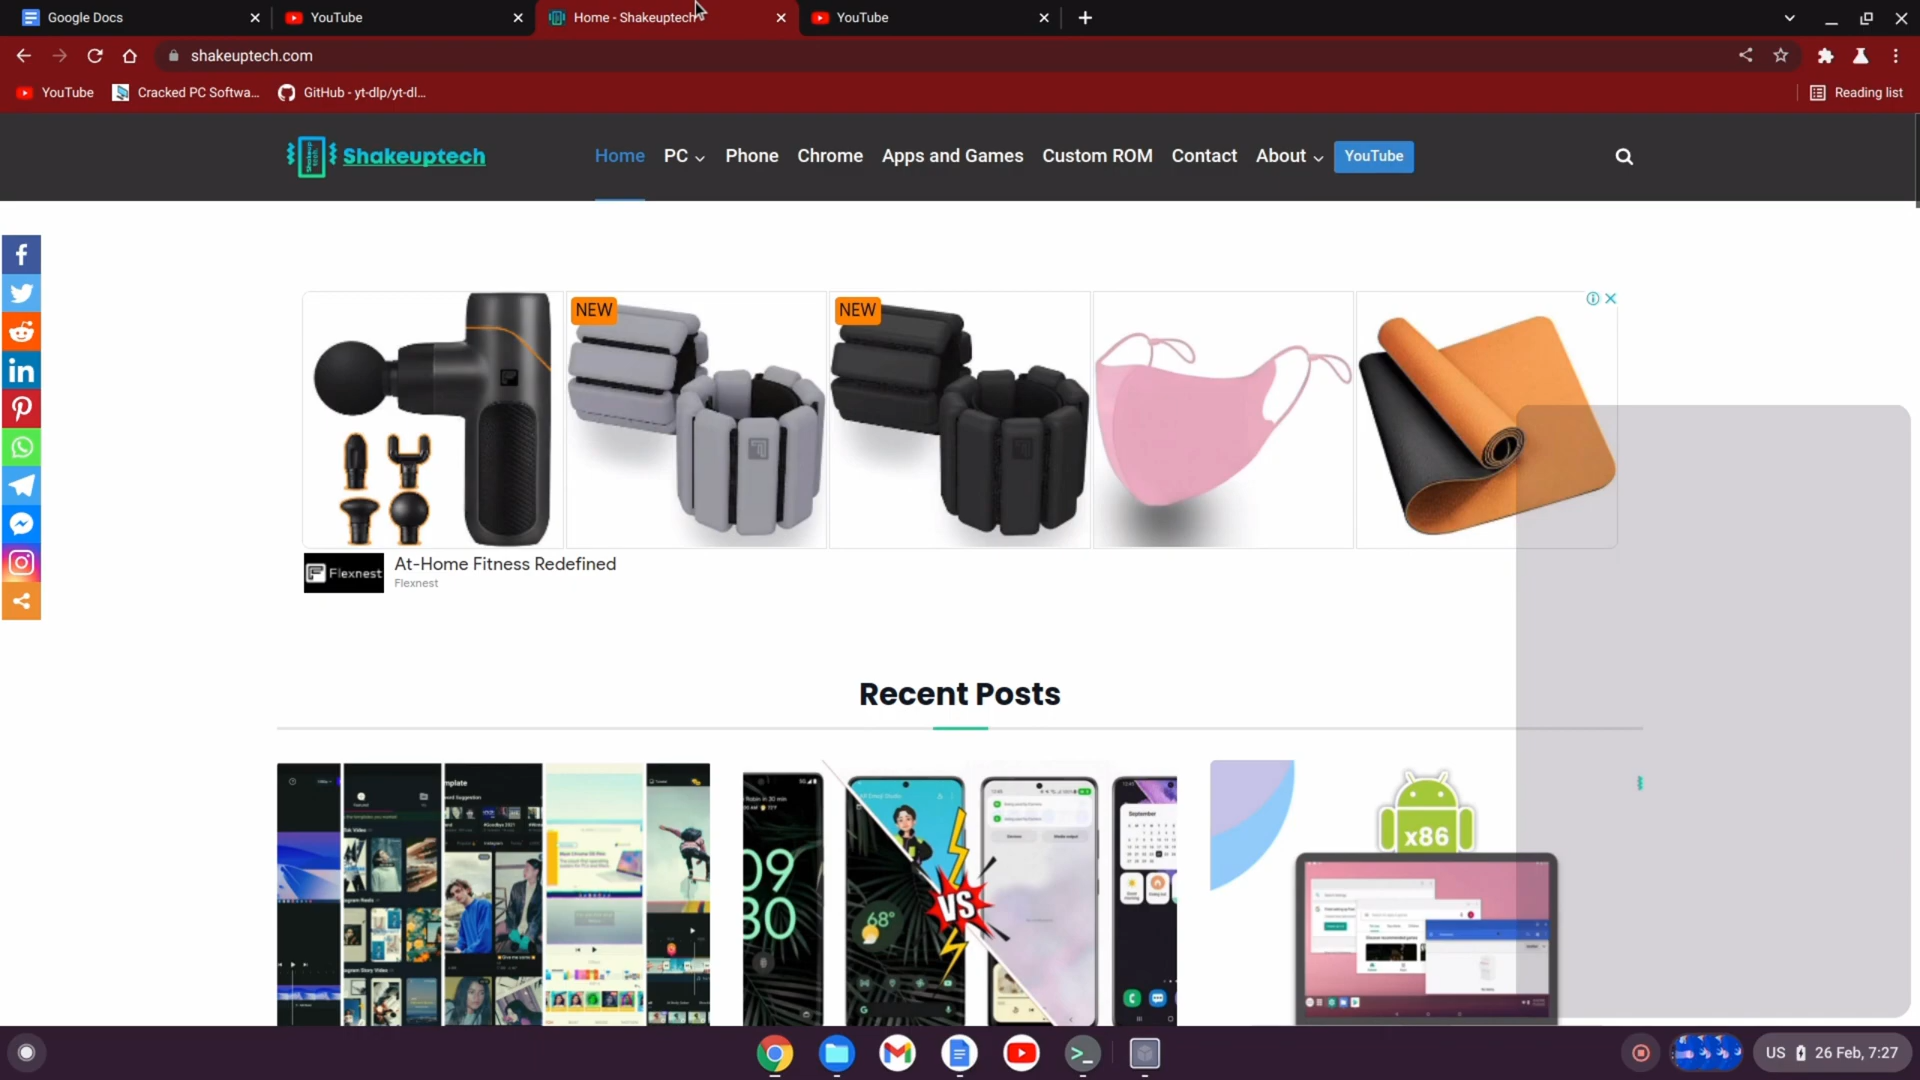 Google Docs
YouTube
Home - Shakeuptech
YouTube
shakeuptech.com
YouTube
Cracked PC Softwa...
GitHub - yt-dlp/yt-dl...
Reading list
Shakeuptech
Home
PC
Phone
Chrome
Apps and Games
Custom ROM
Contact
About
YouTube
NEW
NEW
Flexnest
At-Home Fitness Redefined
Flexnest
Recent Posts
09
30
68°
VS
September
x86
US
26 Feb, 7:27